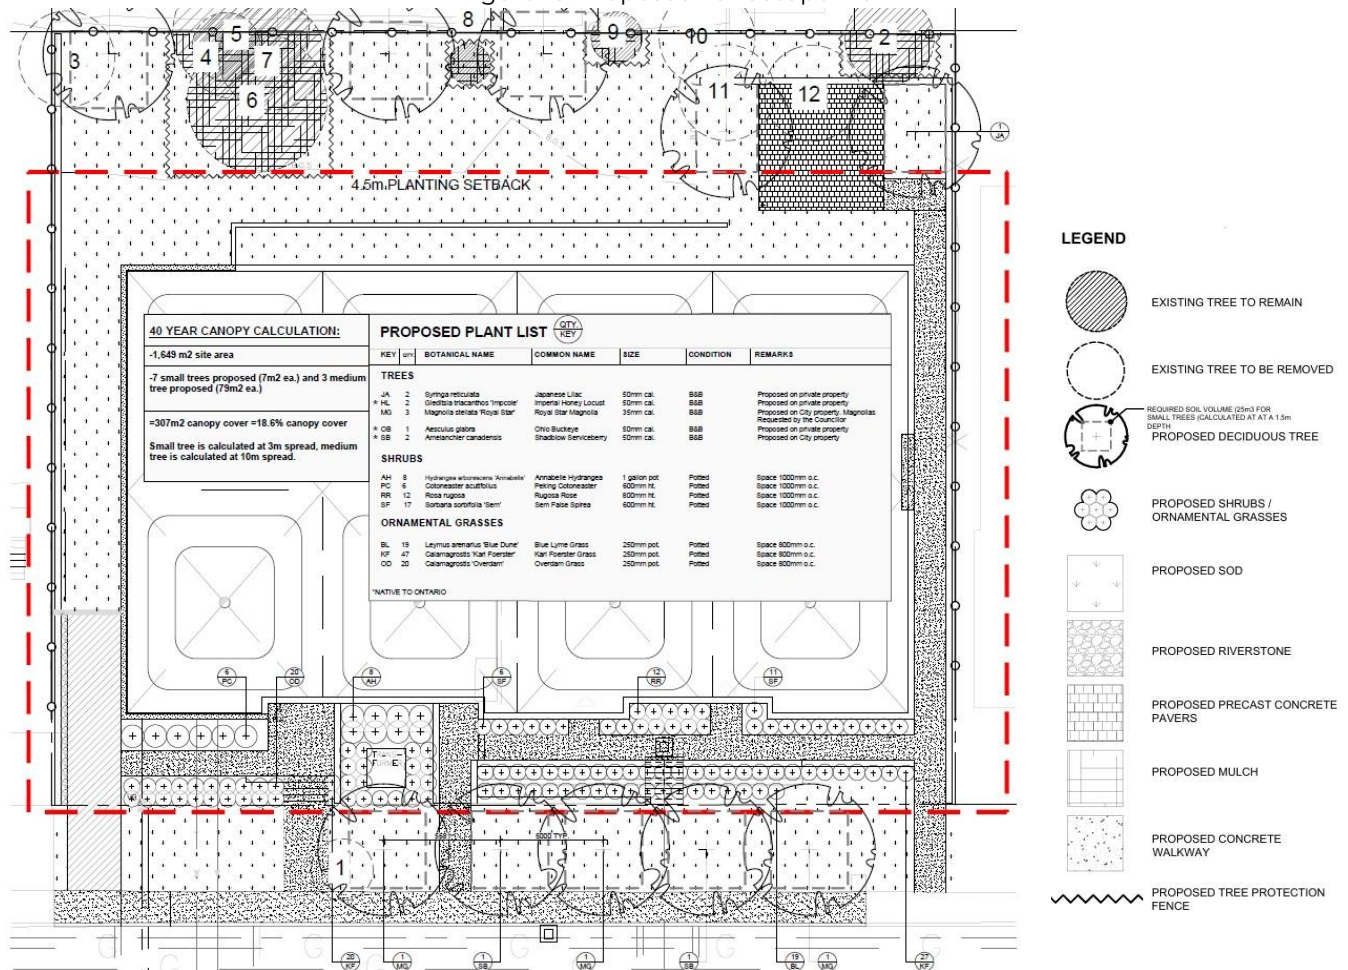 8
5
9
10
2
3
4
7
6
11
12
1
JA
4.5m PLANTING SETBACK
40 YEAR CANOPY CALCULATION:
-1,649 m2 site area
-7 small trees proposed (7m2 ea.) and 3 medium
tree proposed (79m2 ea.)
=307m2 canopy cover =18.6% canopy cover
Small tree is calculated at 3m spread, medium
tree is calculated at 10m spread.
PROPOSED PLANT LIST QTY. KEY
KEY QTY. BOTANICAL NAME COMMON NAME SIZE CONDITION REMARKS
TREES
JA 2 Syringa reticulata Japanese Lilac 50mm cal. B&B Proposed on private property
* HL 2 Gleditsia triacanthos 'Impcole' Imperial Honey Locust 50mm cal. B&B Proposed on private property
MG 3 Magnolia stellata 'Royal Star' Royal Star Magnolia 35mm cal. B&B Proposed on City property. Magnolias
Requested by the Councillor
* OB 1 Aesculus glabra Ohio Buckeye 50mm cal. B&B Proposed on private property
* SB 2 Amelanchier canadensis Shadblow Serviceberry 50mm cal. B&B Proposed on City property
SHRUBS
AH 8 Hydrangea arborescens 'Annabelle' Annabelle Hydrangea 1 gallon pot Potted Space 1000mm o.c.
PC 6 Cotoneaster acutifolius Peking Cotoneaster 600mm ht. Potted Space 1000mm o.c.
RR 12 Rosa rugosa Rugosa Rose 800mm ht. Potted Space 1000mm o.c.
SF 17 Sorbaria sorbifolia 'Sem' Sem False Spirea 600mm ht. Potted Space 1000mm o.c.
ORNAMENTAL GRASSES
BL 19 Leymus arenarius 'Blue Dune' Blue Lyme Grass 250mm pot. Potted Space 800mm o.c.
KF 47 Calamagrostis 'Karl Foerster' Karl Foerster Grass 250mm pot. Potted Space 800mm o.c.
OD 20 Calamagrostis 'Overdam' Overdam Grass 250mm pot. Potted Space 800mm o.c.
*NATIVE TO ONTARIO
6
PC
20
OD
8
AH
6
SF
12
RR
11
SF
5000 TYP.
1
20
KF
1
MG
1
SB
1
MG
1
SB
19
BL
1
MG
27
KF
LEGEND
EXISTING TREE TO REMAIN
EXISTING TREE TO BE REMOVED
REQUIRED SOIL VOLUME (25m3 FOR
SMALL TREES (CALCULATED AT AT A 1.5m
DEPTH
PROPOSED DECIDUOUS TREE
PROPOSED SHRUBS /
ORNAMENTAL GRASSES
PROPOSED SOD
PROPOSED RIVERSTONE
PROPOSED PRECAST CONCRETE
PAVERS
PROPOSED MULCH
PROPOSED CONCRETE
WALKWAY
PROPOSED TREE PROTECTION
FENCE